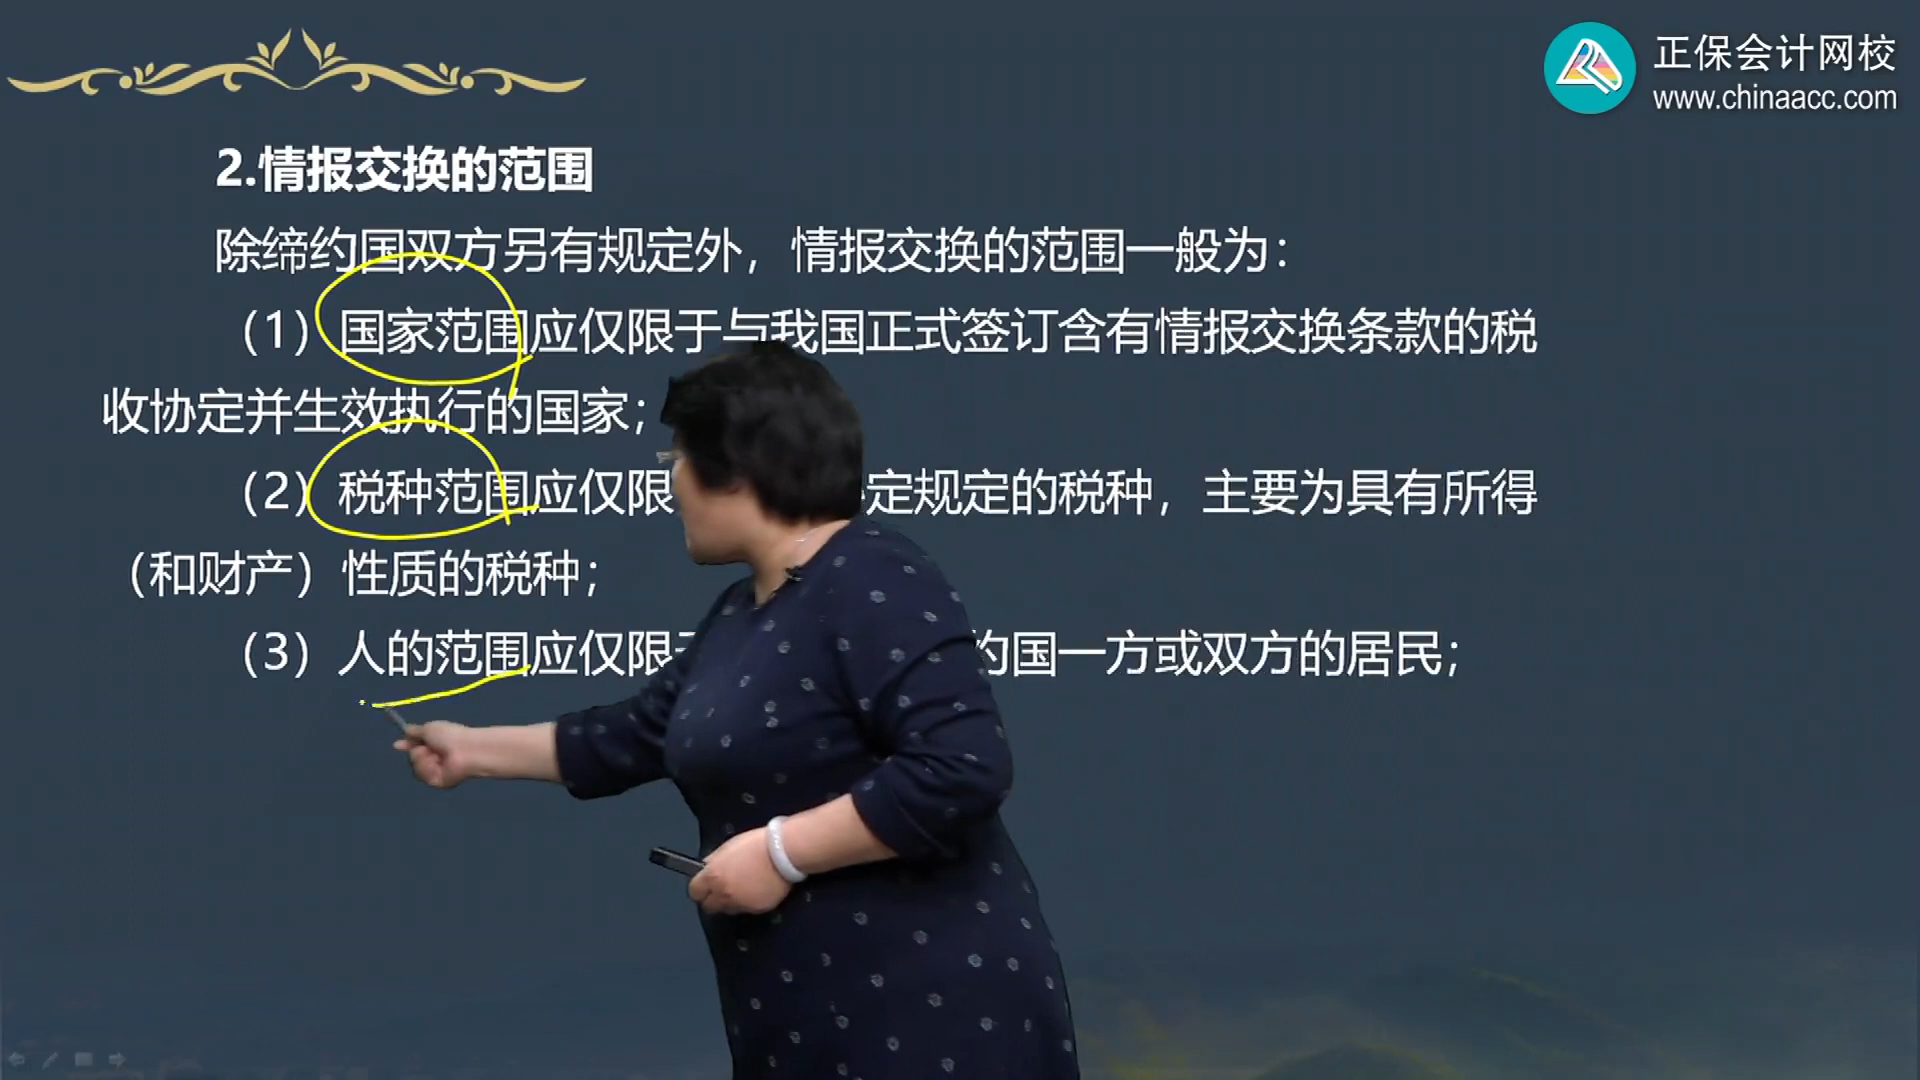 正保会计网校
www.chinaacc.com
2.情报交换的范围
除缔约国双方另有规定外，情报交换的范围一般为：
（1）国家范围应仅限于与我国正式签订含有情报交换条款的税
收协定并生效执行的国家；
（2）税种范围应仅限 定规定的税种，主要为具有所得
（和财产）性质的税种；
（3）人的范围应仅限 国一方或双方的居民；